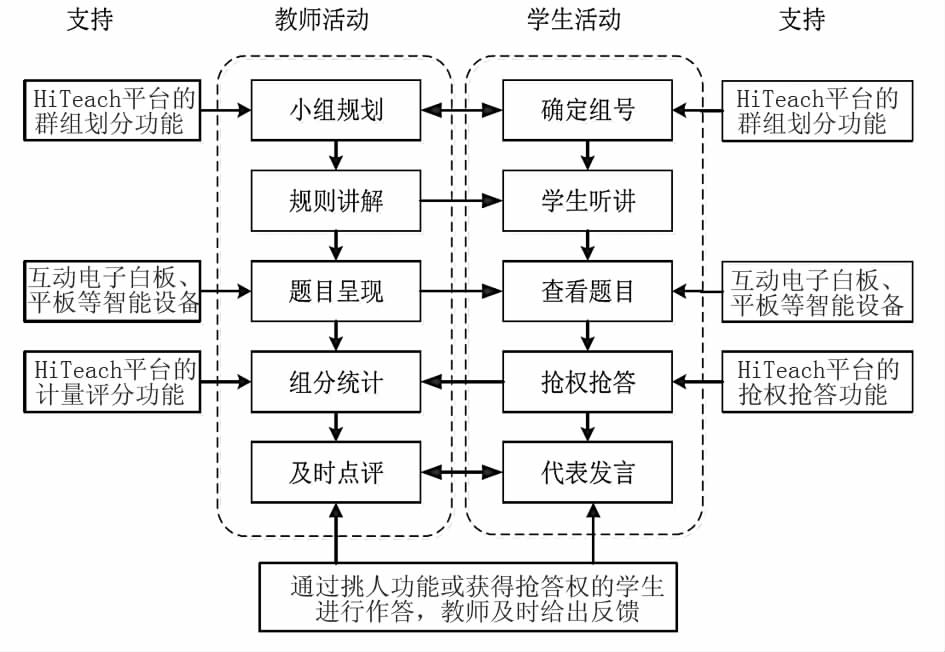 支持
教师活动
学生活动
支持
HiTeach平台的
群组划分功能
小组规划
确定组号
HiTeach平台的
群组划分功能
规则讲解
学生听讲
互动电子白板、
平板等智能设备
题目呈现
查看题目
互动电子白板、
平板等智能设备
HiTeach平台的
计量评分功能
组分统计
抢权抢答
HiTeach平台的
抢权抢答功能
及时点评
代表发言
通过挑人功能或获得抢答权的学生
进行作答，教师及时给出反馈